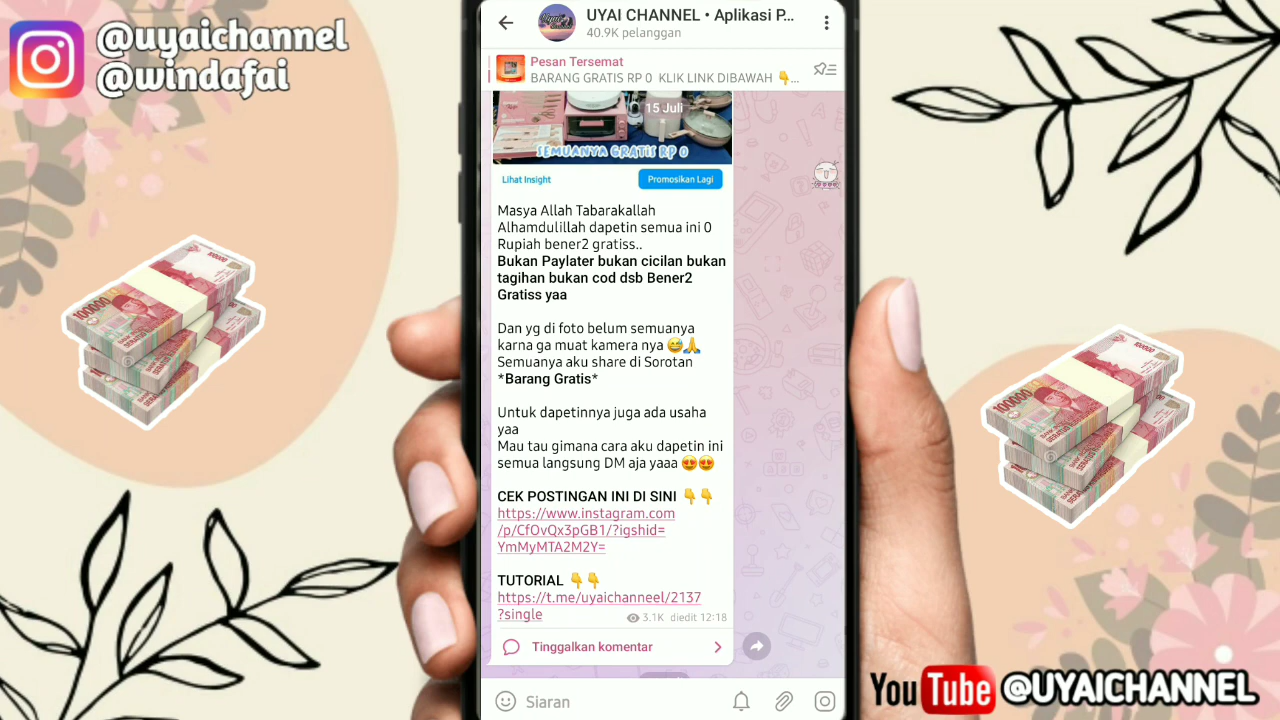 @uyaichannel
@windafai
UYAI CHANNEL • Aplikasi P...
40.9K pelanggan
Pesan Tersemat
BARANG GRATIS RP 0 KLIK LINK DIBAWAH 👇...
15 Juli
SEMUANYA GRATIS RP 0
Lihat Insight
Promosikan Lagi
Masya Allah Tabarakallah
Alhamdulillah dapetin semua ini 0
Rupiah bener2 gratiss..
Bukan Paylater bukan cicilan bukan
tagihan bukan cod dsb Bener2
Gratiss yaa
Dan yg di foto belum semuanya
karna ga muat kamera nya 😅🙏
Semuanya aku share di Sorotan
*Barang Gratis*
Untuk dapetinnya juga ada usaha
yaa
Mau tau gimana cara aku dapetin ini
semua langsung DM aja yaaa 😍😍
CEK POSTINGAN INI DI SINI 👇👇
https://www.instagram.com
/p/CfOvQx3pGB1/?igshid=
YmMyMTA2M2Y=
TUTORIAL 👇👇
https://t.me/uyaichanneel/2137
?single
3.1K diedit 12:18
Tinggalkan komentar
Siaran
100000
100000
100000
100000
YouTube @UYAICHANNEL